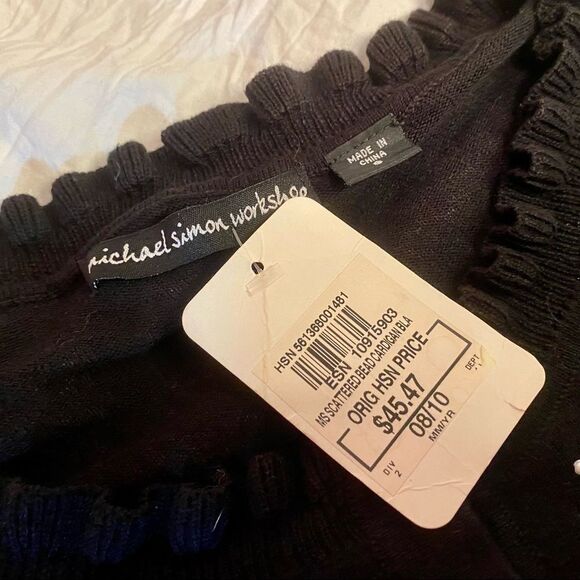 michael simon workshop
MADE IN
CHINA
HSN 561368001481
ESN 10915903
MS SCATTERED BEAD CARDIGAN BLA
ORIG HSN PRICE
$45.47
08/10
MM/YR
DEPT
DIV
2